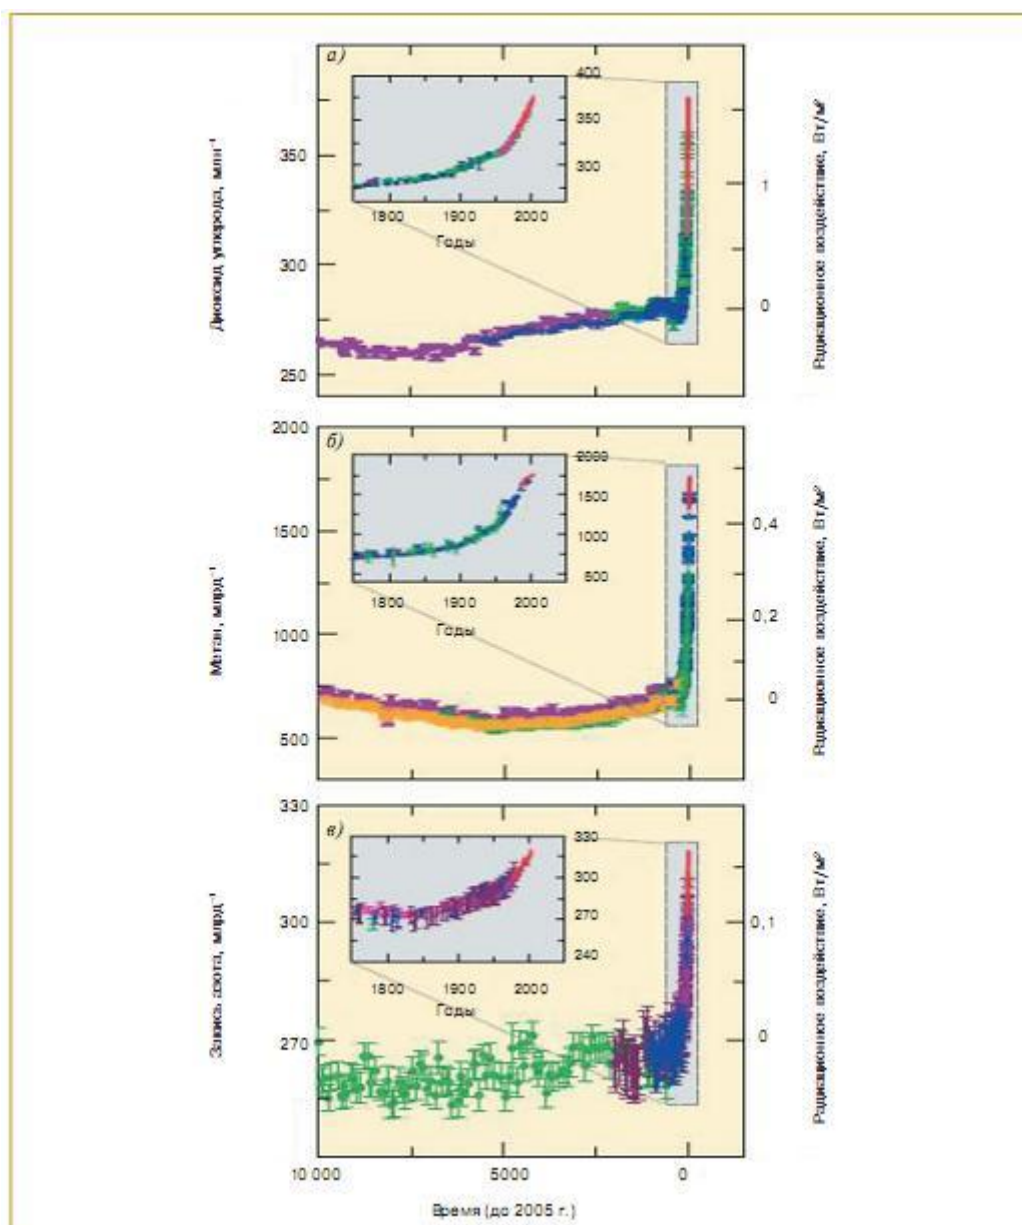 а)
400
350
300
1800 1900 2000
Годы
350
300
250
1
0
Диоксид углерода, млн⁻¹
Радиационное воздействие, Вт/м²
б)
2000
1500
1000
500
1800 1900 2000
Годы
2000
1500
1000
500
0,4
0,2
0
Метан, млрд⁻¹
Радиационное воздействие, Вт/м²
в)
330
300
270
240
1800 1900 2000
Годы
330
300
270
0,1
0
Закись азота, млрд⁻¹
Радиационное воздействие, Вт/м²
10 000 5000 0
Время (до 2005 г.)